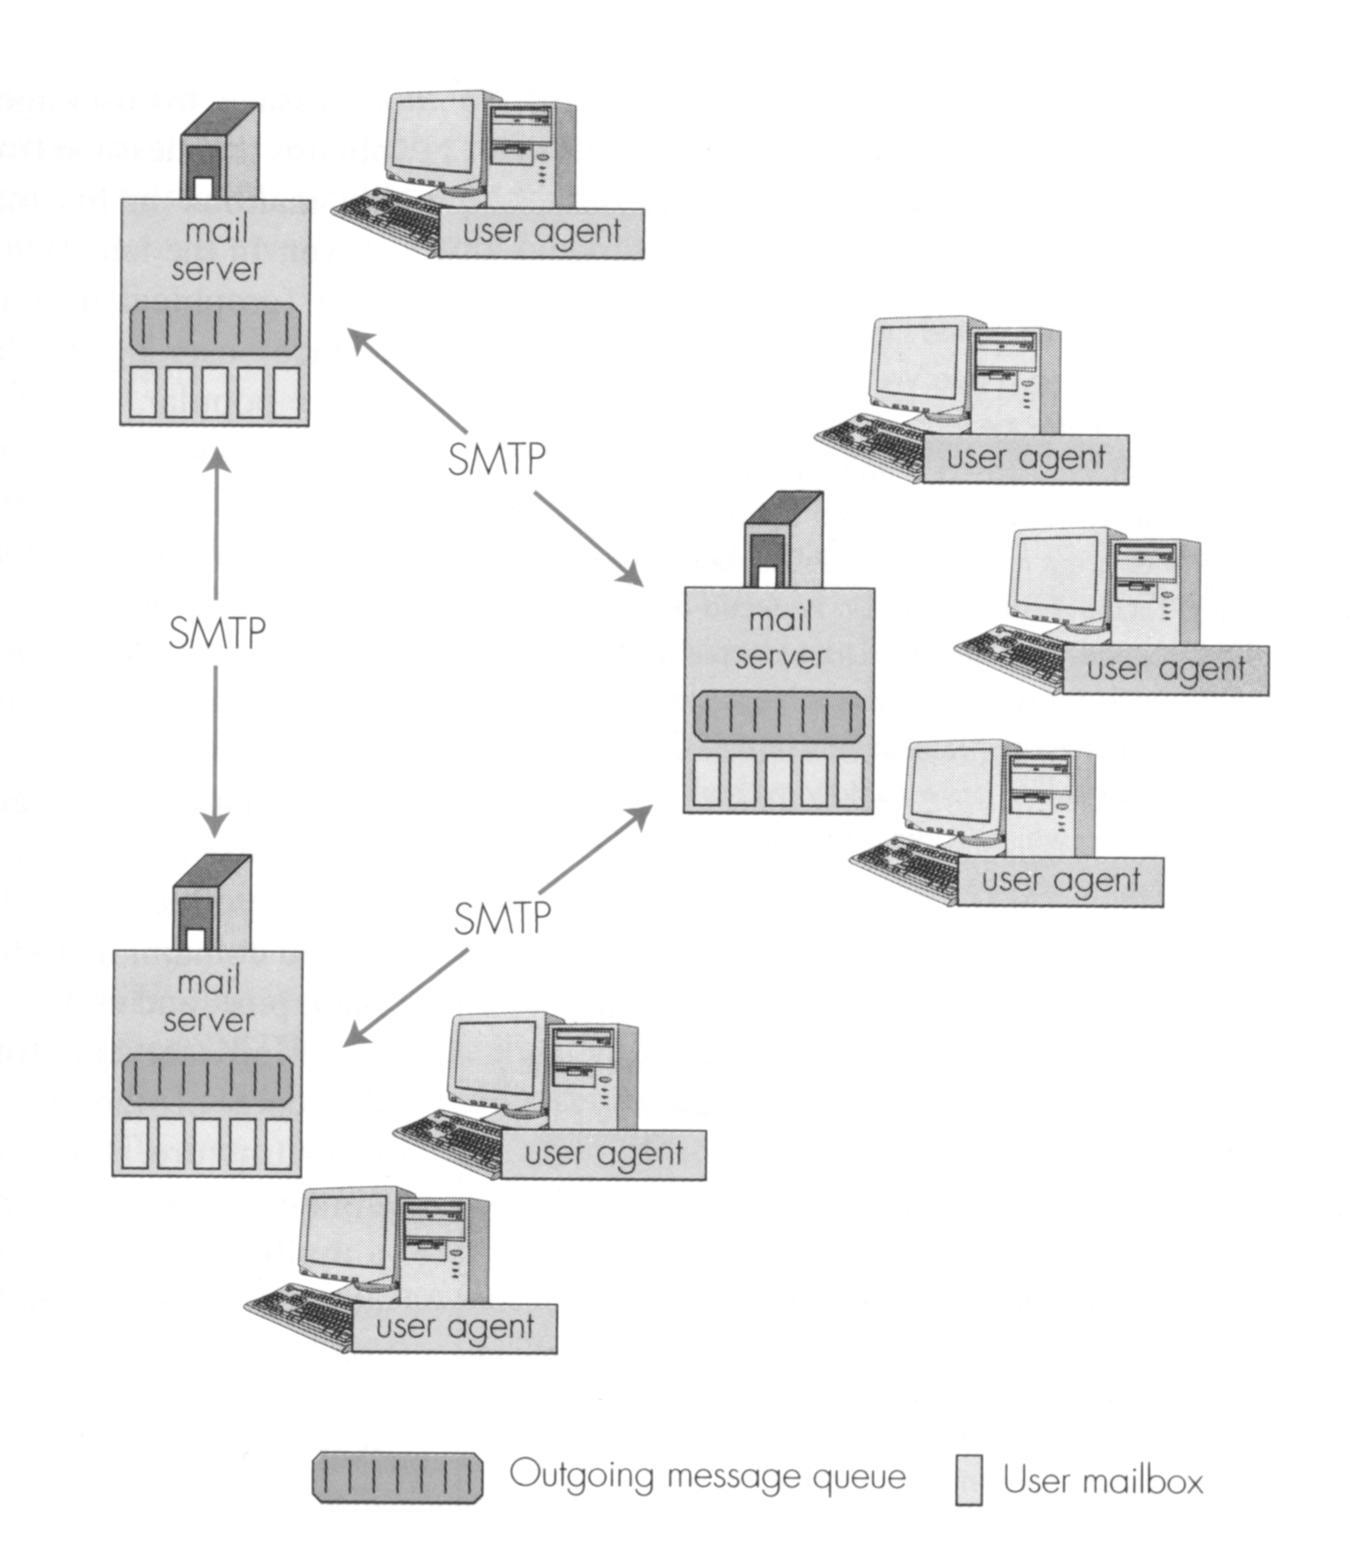 user agent
mail
server
user agent
SMTP
mail
server
user agent
SMTP
user agent
SMTP
mail
server
user agent
user agent
Outgoing message queue
User mailbox